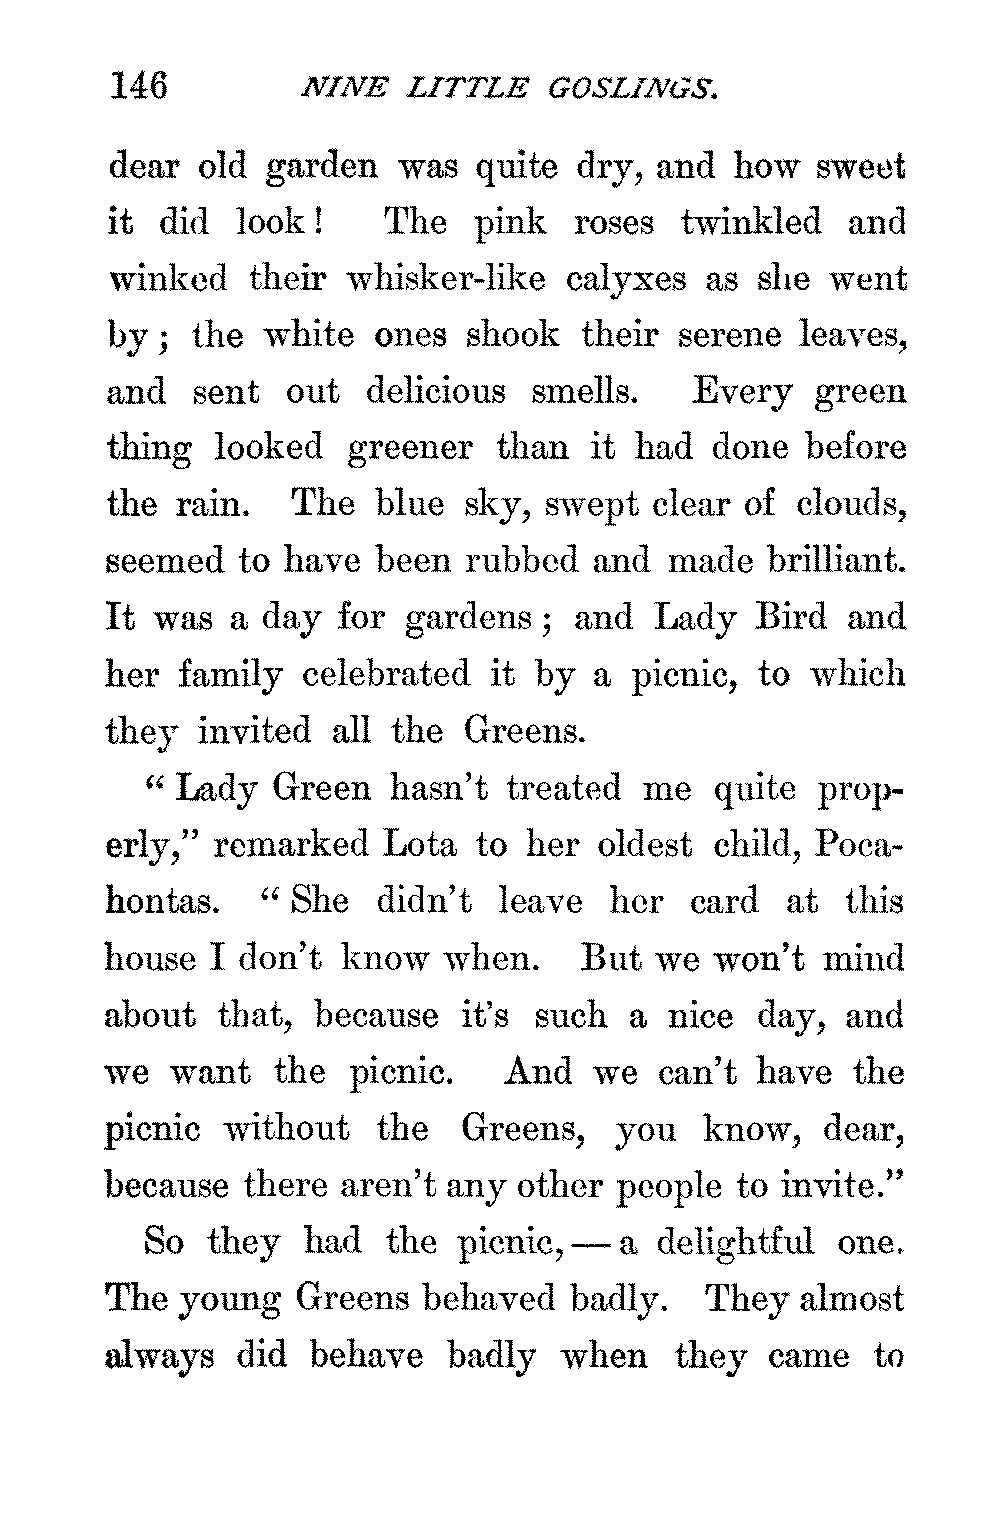 146 NINE LITTLE GOSLINGS.
dear old garden was quite dry, and how sweet
it did look! The pink roses twinkled and
winked their whisker-like calyxes as she went
by; the white ones shook their serene leaves,
and sent out delicious smells. Every green
thing looked greener than it had done before
the rain. The blue sky, swept clear of clouds,
seemed to have been rubbed and made brilliant.
It was a day for gardens; and Lady Bird and
her family celebrated it by a picnic, to which
they invited all the Greens.
“Lady Green hasn't treated me quite prop-
erly,” remarked Lota to her oldest child, Poca-
hontas. “She didn't leave her card at this
house I don't know when. But we won't mind
about that, because it's such a nice day, and
we want the picnic. And we can't have the
picnic without the Greens, you know, dear,
because there aren't any other people to invite.”
So they had the picnic,—a delightful one.
The young Greens behaved badly. They almost
always did behave badly when they came to